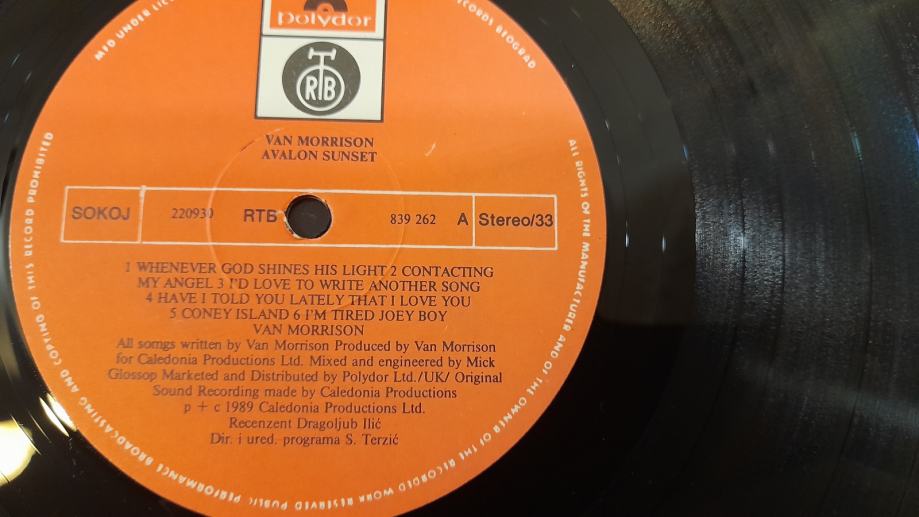 MFD UNDER LIC
CORDS BEOGRAD
polydor
RTB
VAN MORRISON
AVALON SUNSET
SOKOJ 220930 RTB 839 262 A Stereo/33
1 WHENEVER GOD SHINES HIS LIGHT 2 CONTACTING
MY ANGEL 3 I'D LOVE TO WRITE ANOTHER SONG
4 HAVE I TOLD YOU LATELY THAT I LOVE YOU
5 CONEY ISLAND 6 I'M TIRED JOEY BOY
VAN MORRISON
All somgs written by Van Morrison Produced by Van Morrison
for Caledonia Productions Ltd. Mixed and engineered by Mick
Glossop Marketed and Distributed by Polydor Ltd./UK/ Original
Sound Recording made by Caledonia Productions
p + c 1989 Caledonia Productions Ltd.
Recenzent Dragoljub Ilić
Dir. i ured. programa S. Terzić
ALL RIGHTS OF THE MANUFACTURER AND OF THE OWNER OF THE RECORDED WORK RESERVED PUBLIC PERFORMANCE BROADCASTING AND COPYING OF THIS RECORD PROHIBITED